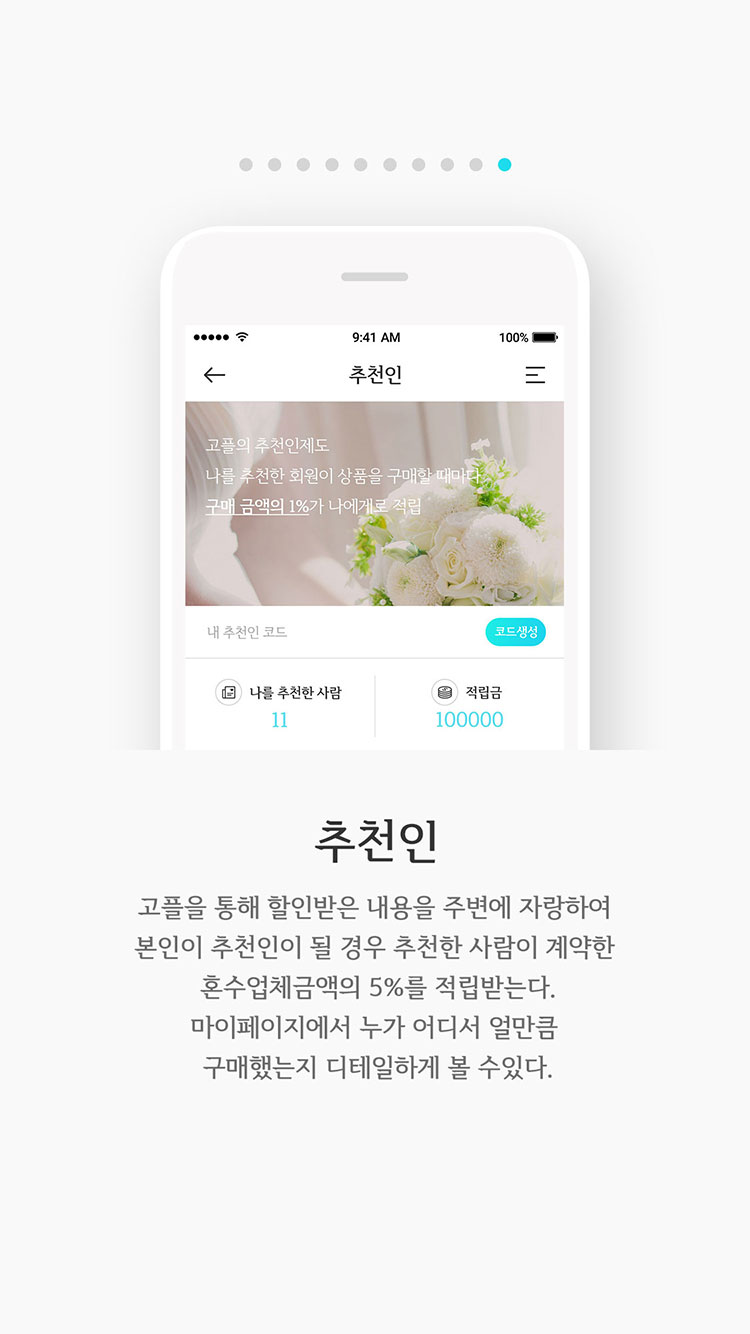 9:41 AM
100%
추천인
고플의 추천인제도
나를 추천한 회원이 상품을 구매할 때마다
구매 금액의 1%가 나에게로 적립
내 추천인 코드
코드생성
나를 추천한 사람
11
적립금
100000
추천인
고플을 통해 할인받은 내용을 주변에 자랑하여
본인이 추천인이 될 경우 추천한 사람이 계약한
혼수업체금액의 5%를 적립받는다.
마이페이지에서 누가 어디서 얼만큼
구매했는지 디테일하게 볼 수있다.